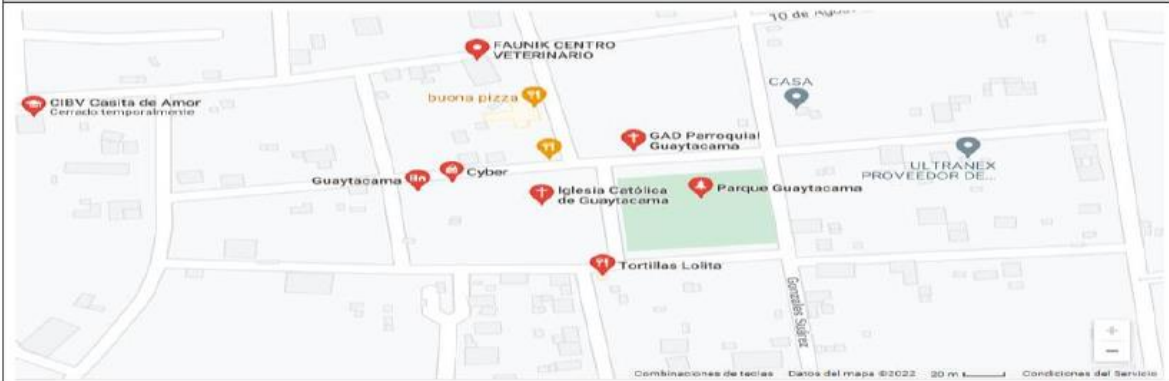 10 de Agosto
FAUNIK CENTRO
VETERINARIO
CASA
buona pizza
CIBV Casita de Amor
Cerrado temporalmente
GAD Parroquial
Guaytacama
ULTRANEX
PROVEEDOR DE...
Cyber
Guaytacama
Iglesia Católica
de Guaytacama
Parque Guaytacama
Tortillas Lolita
Gonzales Suárez
+
−
Combinaciones de teclas Datos del mapa ©2022 20 m Condiciones del Servicio